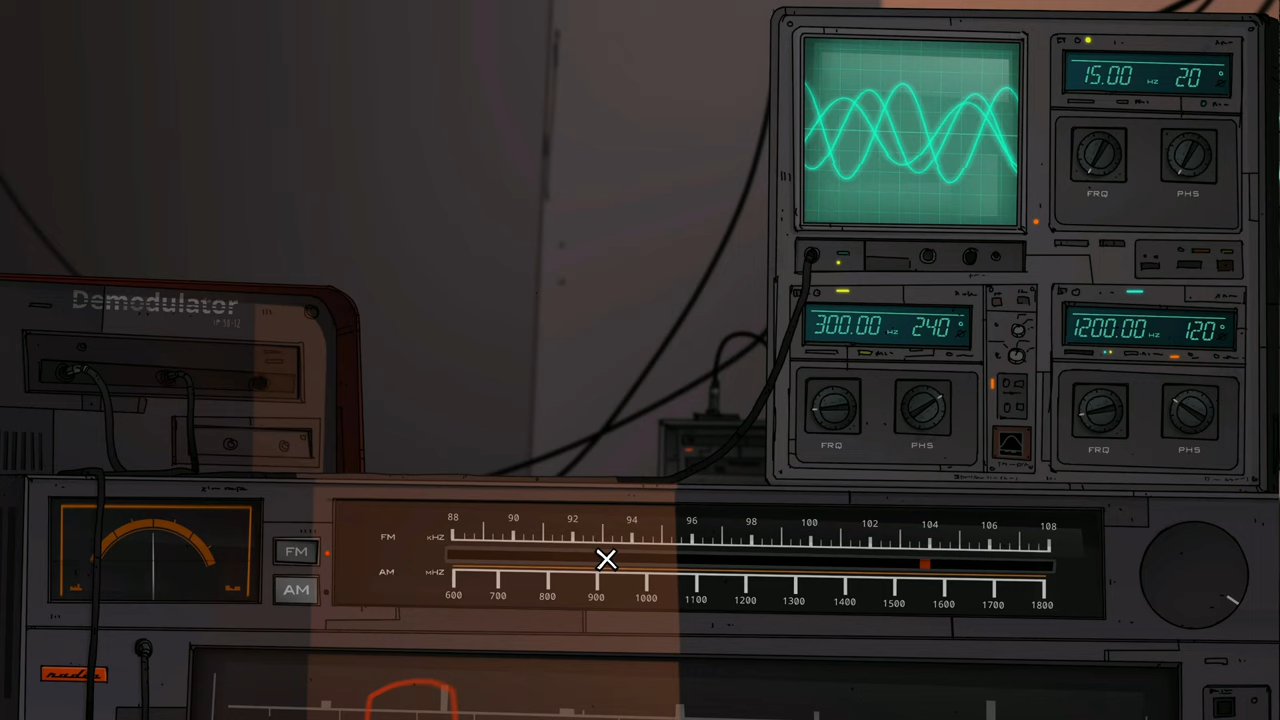 15.00 HZ 20 °
FRQ PHS
Demodulator
300.00 HZ 240 °
1200.00 HZ 120 °
FRQ PHS
FRQ PHS
88 90 92 94 96 98 100 102 104 106 108
FM KHZ
FM
AM MHZ
AM
600 700 800 900 1000 1100 1200 1300 1400 1500 1600 1700 1800
radio